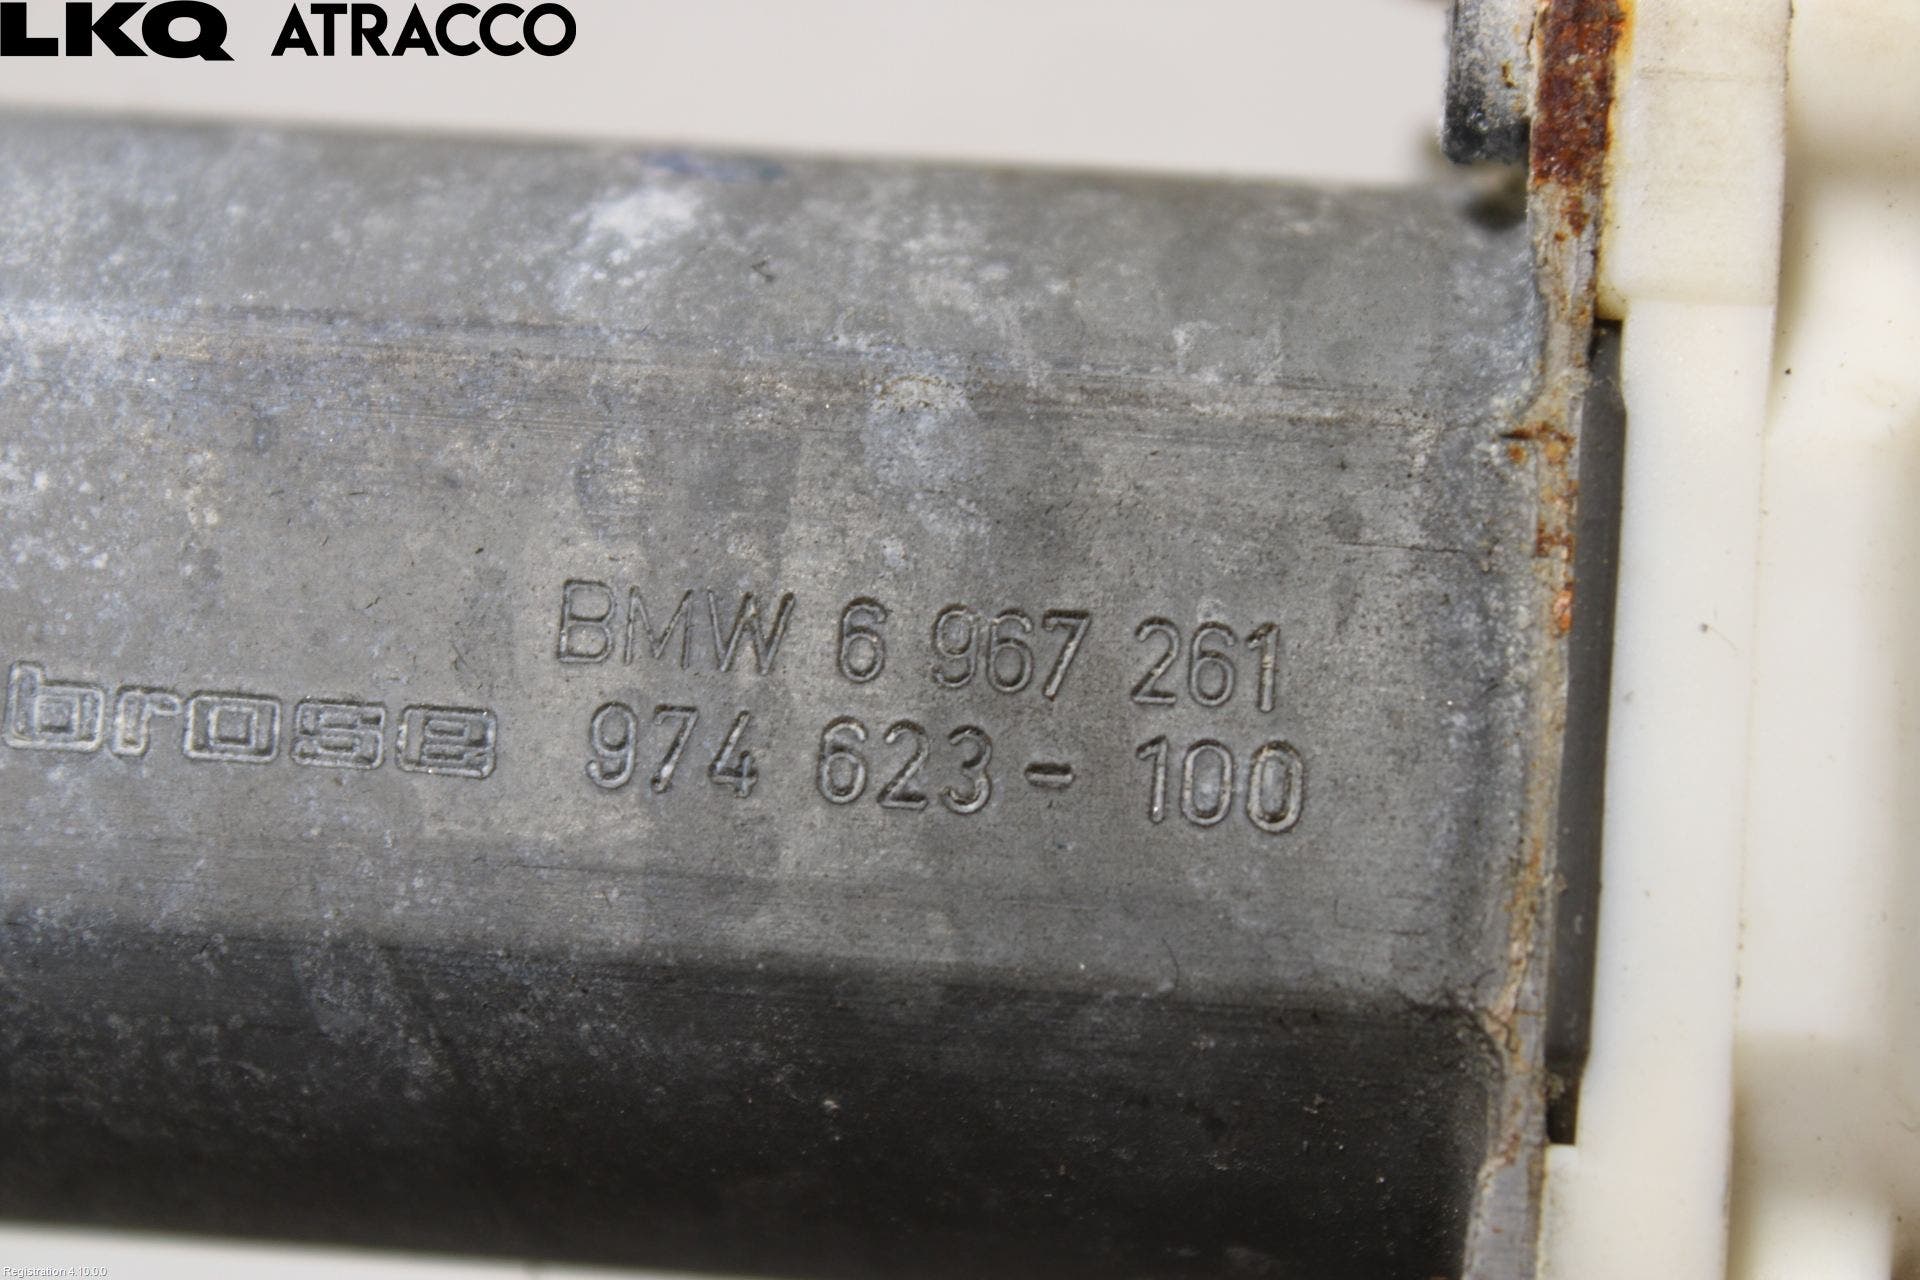 LKQ ATRACCO
BMW 6 967 261
brose 974 623-100
Registration 4.10.0.0